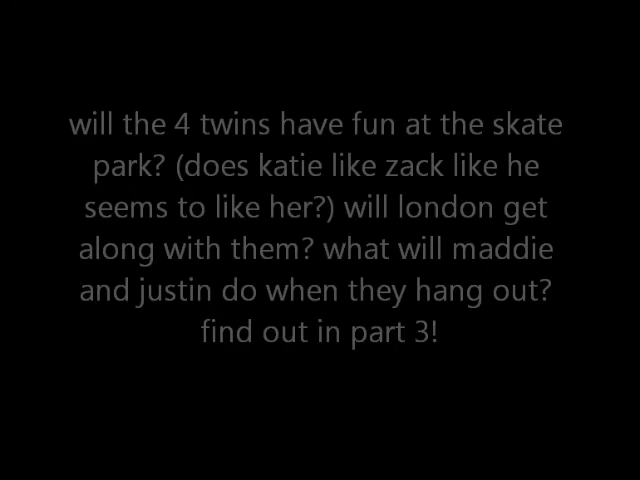 will the 4 twins have fun at the skate
park? (does katie like zack like he
seems to like her?) will london get
along with them? what will maddie
and justin do when they hang out?
find out in part 3!